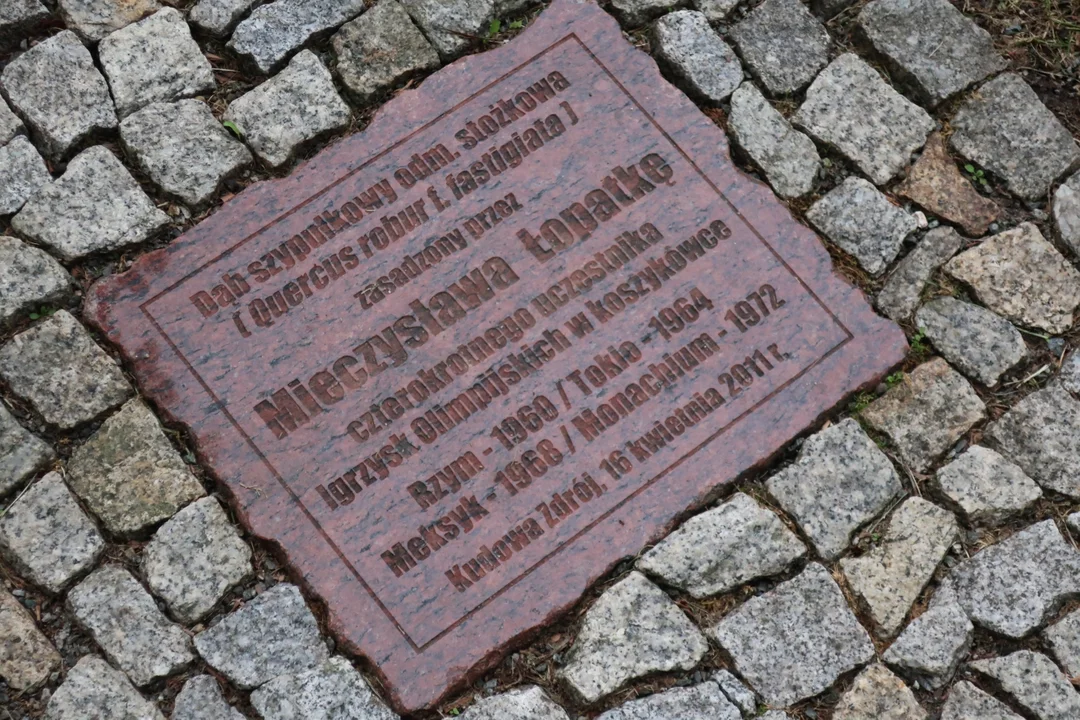 Dąb szypułkowy odm. stożkowa
( Quercus robur f. fastigiata )
zasadzony przez
Mieczysława Łopatkę
czterokrotnego uczestnika
Igrzysk Olimpijskich w koszykówce
Rzym - 1960 / Tokio - 1964
Meksyk - 1968 / Monachium - 1972
Kudowa Zdrój, 16 kwietnia 2011 r.